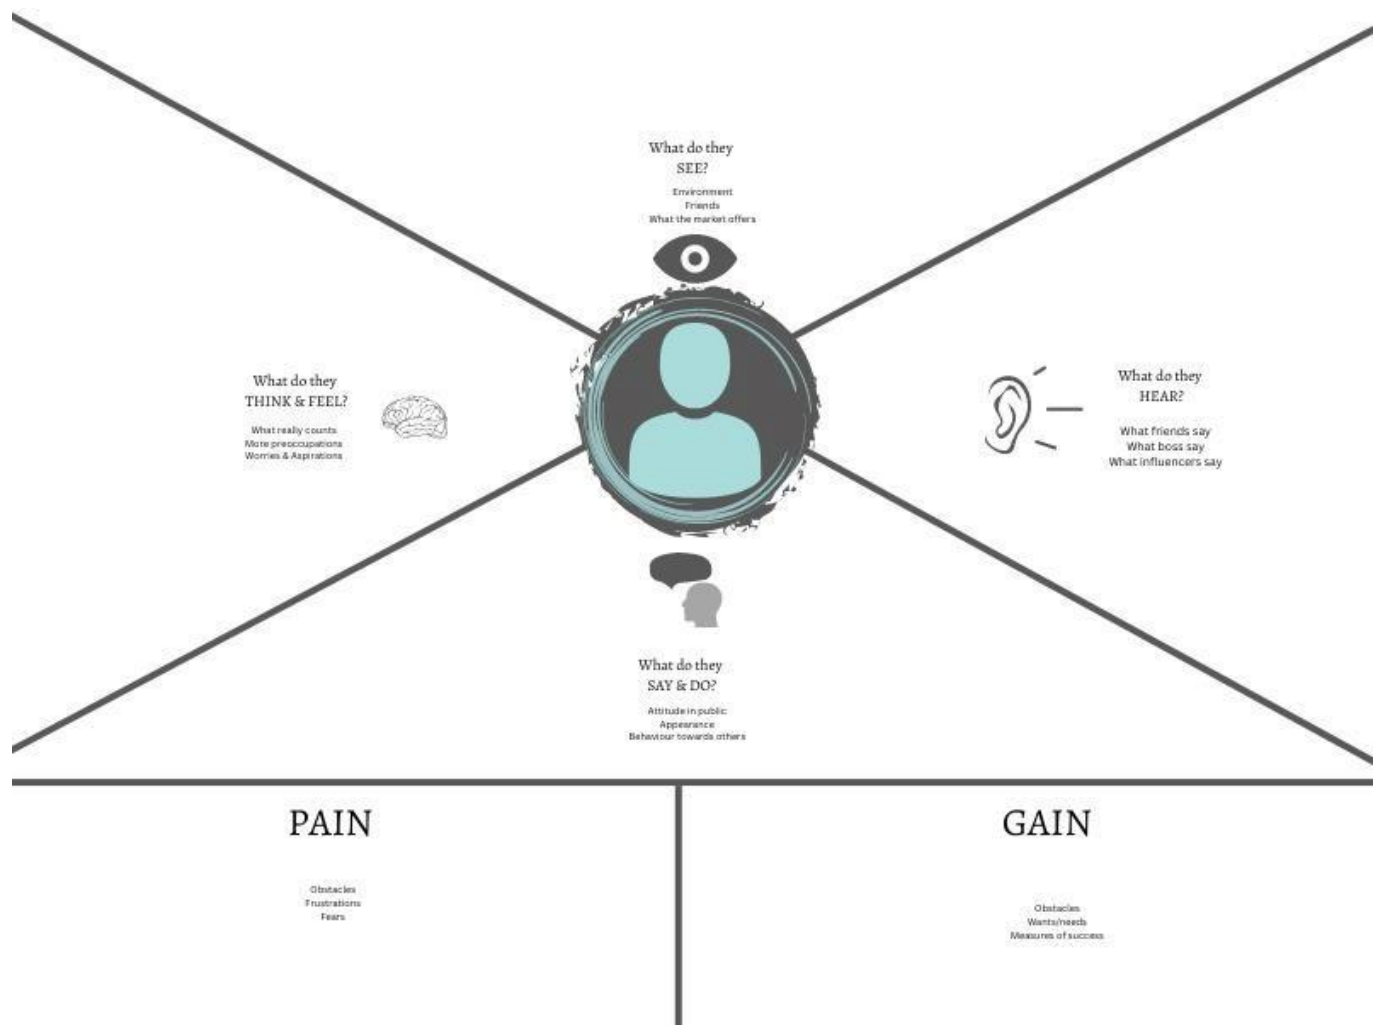 What do they
SEE?
Environment
Friends
What the market offers
What do they
THINK & FEEL?
What really counts
More preoccupations
Worries & Aspirations
What do they
HEAR?
What friends say
What boss say
What influencers say
What do they
SAY & DO?
Attitude in public
Appearance
Behaviour towards others
PAIN
Obstacles
Frustrations
Fears
GAIN
Obstacles
Wants/needs
Measures of success